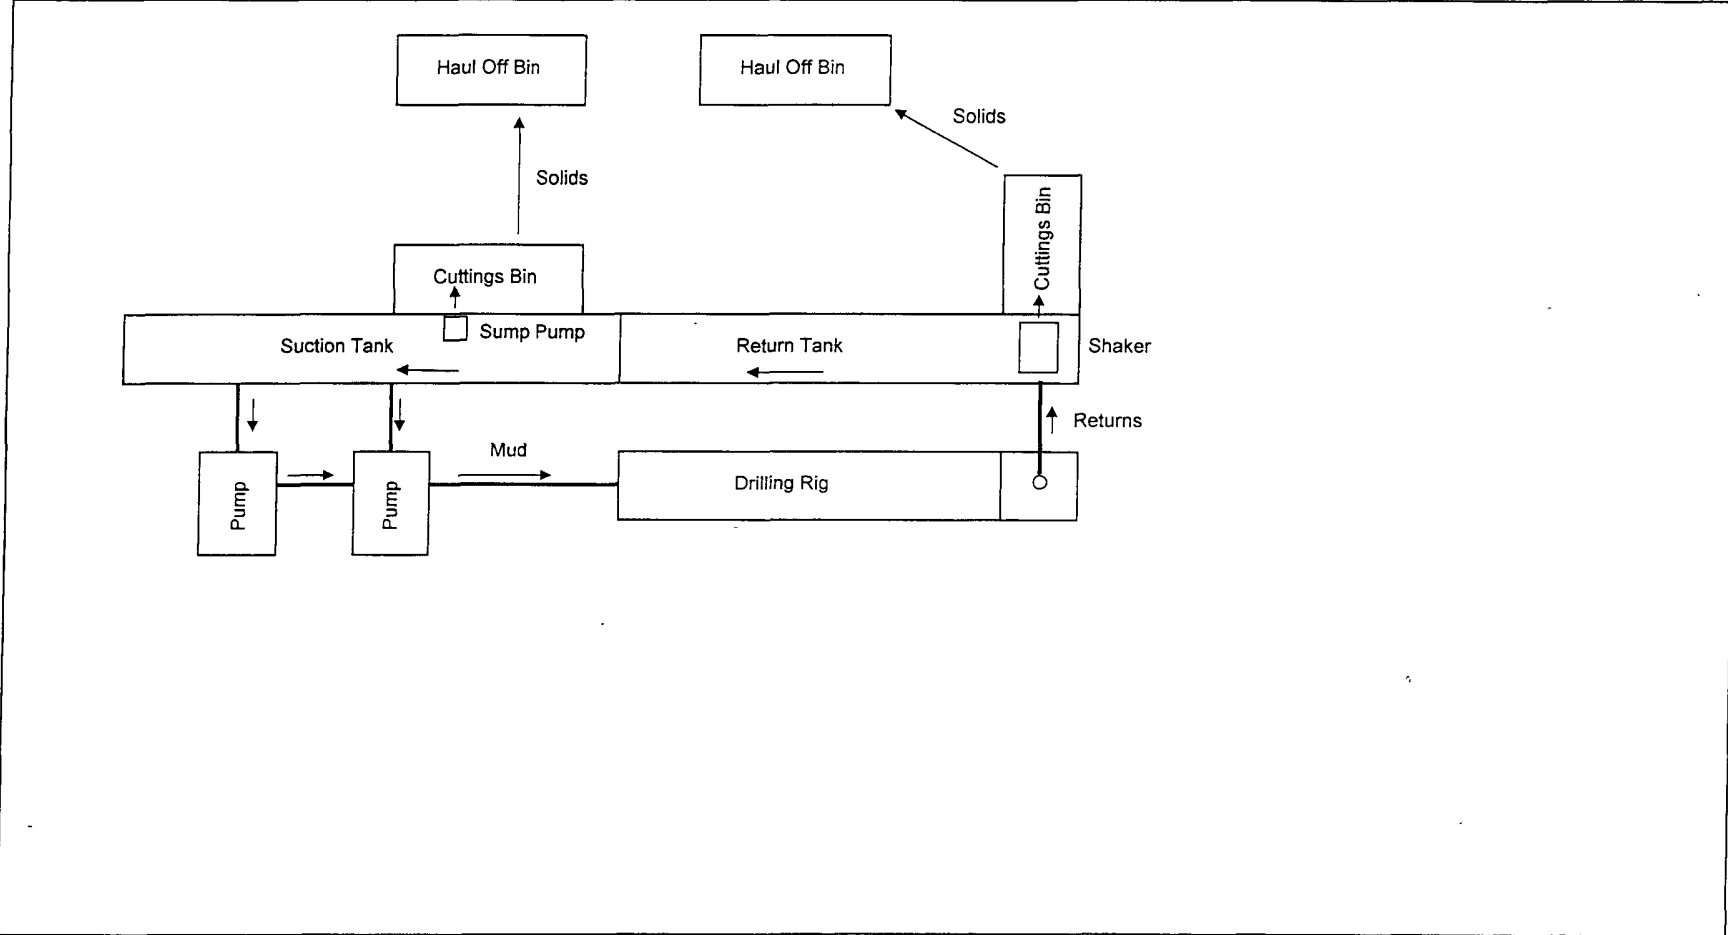 Haul Off Bin
Haul Off Bin
Solids
Solids
Cuttings Bin
Cuttings Bin
Sump Pump
Suction Tank
Return Tank
Shaker
Returns
Mud
Pump
Pump
Drilling Rig